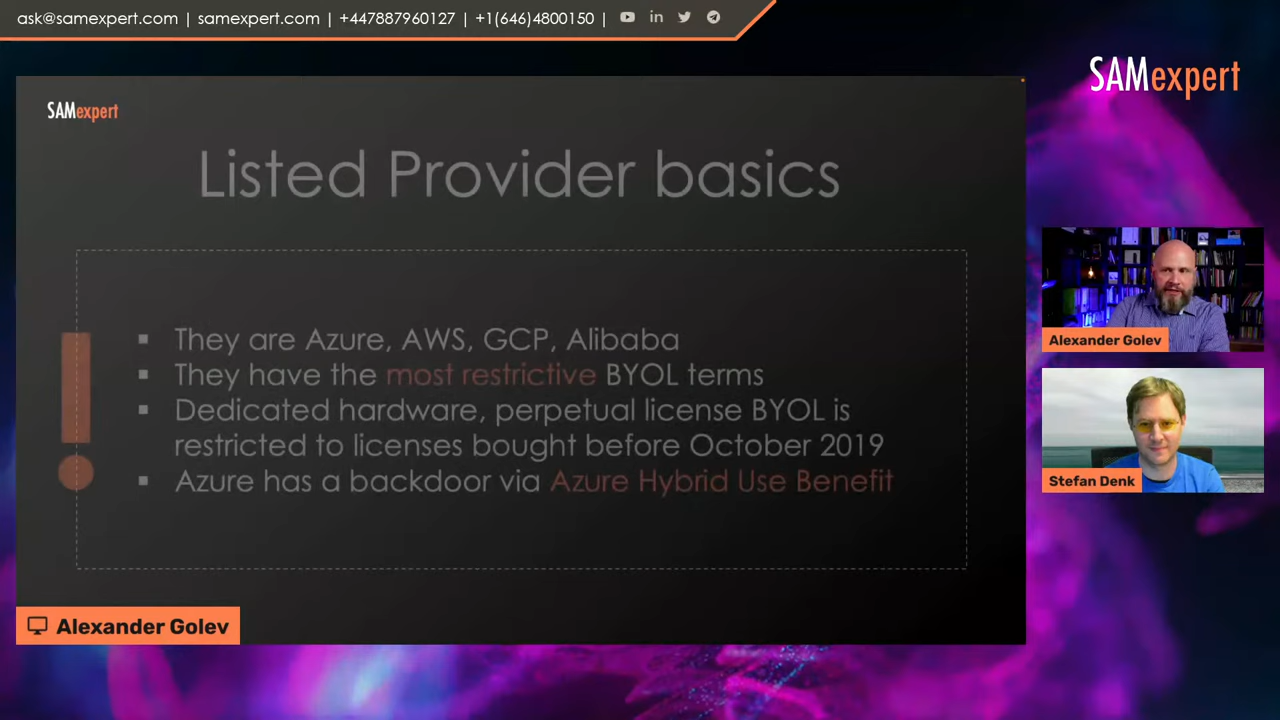 ask@samexpert.com | samexpert.com | +447887960127 | +1(646)4800150 |
SAMexpert
SAMexpert
Listed Provider basics
▪ They are Azure, AWS, GCP, Alibaba
▪ They have the most restrictive BYOL terms
▪ Dedicated hardware, perpetual license BYOL is
restricted to licenses bought before October 2019
▪ Azure has a backdoor via Azure Hybrid Use Benefit
Alexander Golev
Stefan Denk
Alexander Golev